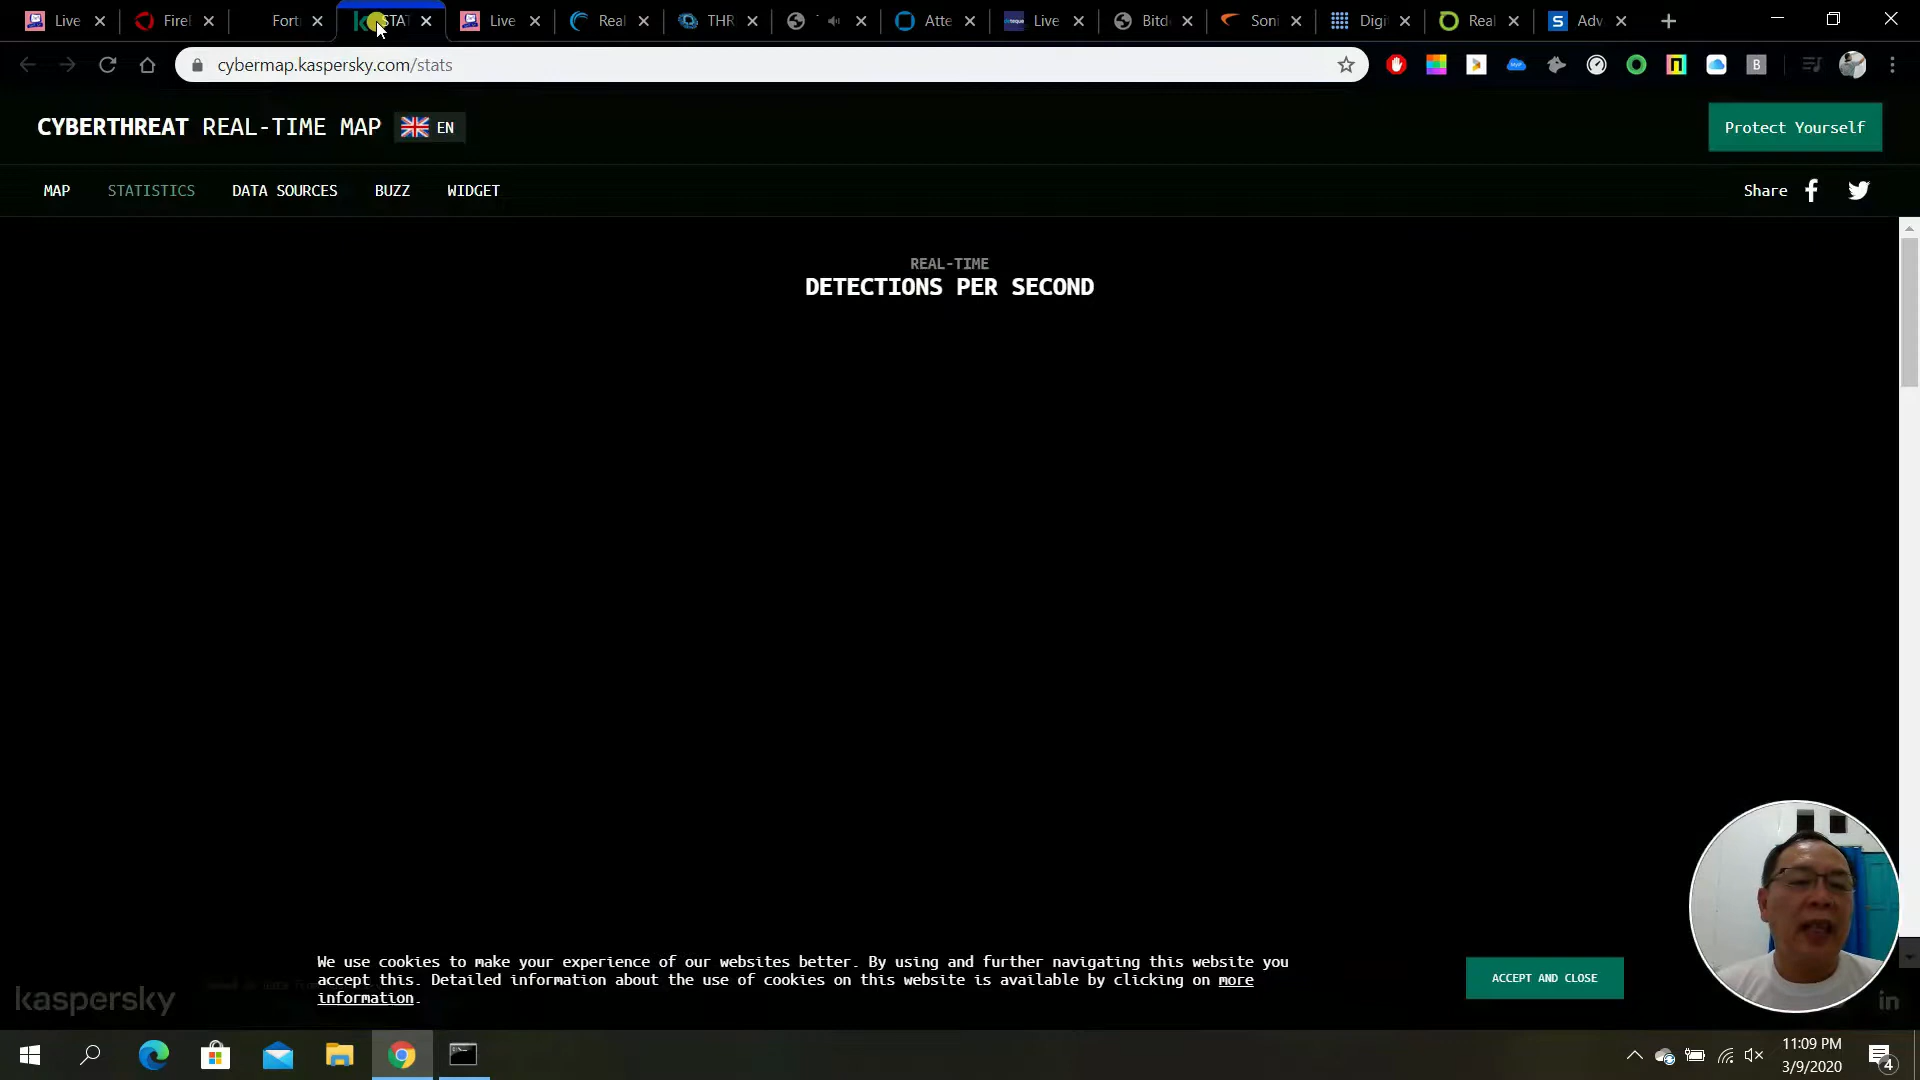 Live
FireE
Forti
STAT
Live
Real
THR
Atte
Live
Bitd
Soni
Digi
Real
Adv
cybermap.kaspersky.com/stats
CYBERTHREAT REAL-TIME MAP
EN
Protect Yourself
MAP
STATISTICS
DATA SOURCES
BUZZ
WIDGET
Share
REAL-TIME
DETECTIONS PER SECOND
We use cookies to make your experience of our websites better. By using and further navigating this website you
accept this. Detailed information about the use of cookies on this website is available by clicking on more
information.
ACCEPT AND CLOSE
kaspersky
in
11:09 PM
3/9/2020
4